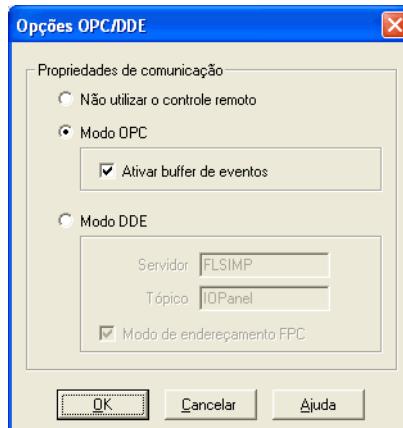 Opções OPC/DDE
Propriedades de comunicação
Não utilizar o controle remoto
Modo OPC
Ativar buffer de eventos
Modo DDE
Servidor FLSIMP
Tópico IOPanel
Modo de endereçamento FPC
OK Cancelar Ajuda